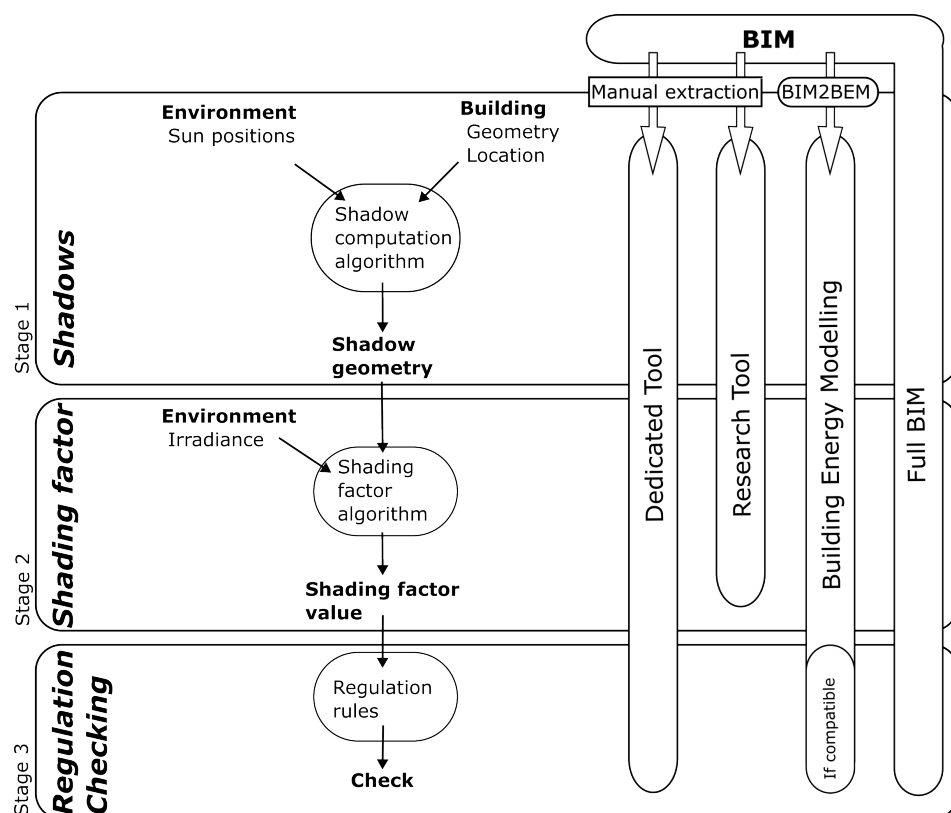 BIM
Manual extraction
BIM2BEM
Environment
Sun positions
Building
Geometry
Location
Shadow
computation
algorithm
Shadow
geometry
Stage 1
Shadows
Environment
Irradiance
Shading
factor
algorithm
Shading factor
value
Stage 2
Shading factor
Regulation
rules
Check
Stage 3
Regulation
Checking
Dedicated Tool
Research Tool
Building Energy Modelling
If compatible
Full BIM